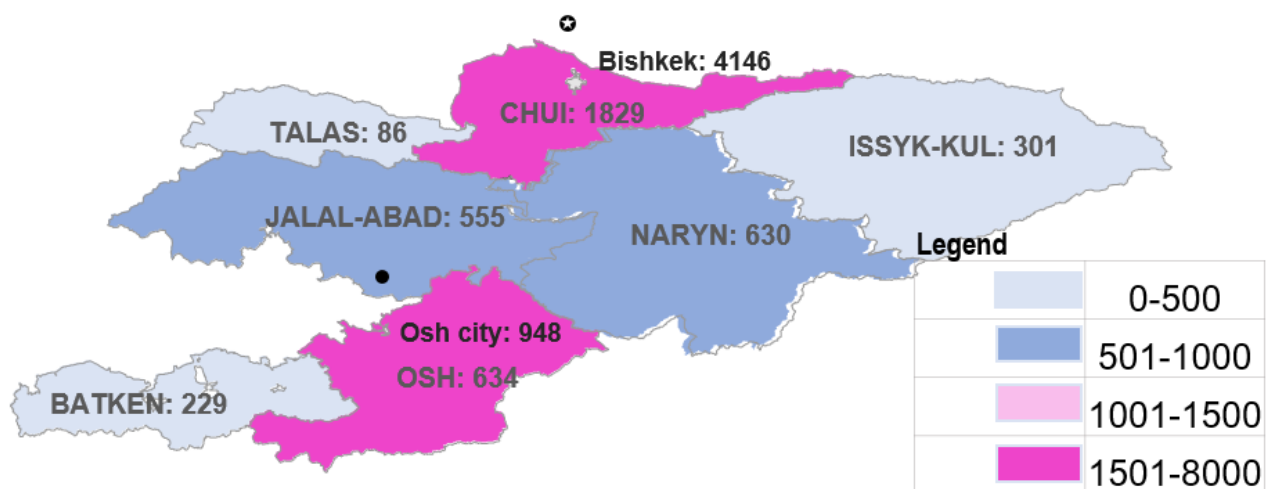 Bishkek: 4146
CHUI: 1829
TALAS: 86
ISSYK-KUL: 301
JALAL-ABAD: 555
NARYN: 630
Osh city: 948
OSH: 634
BATKEN: 229
Legend
0-500
501-1000
1001-1500
1501-8000